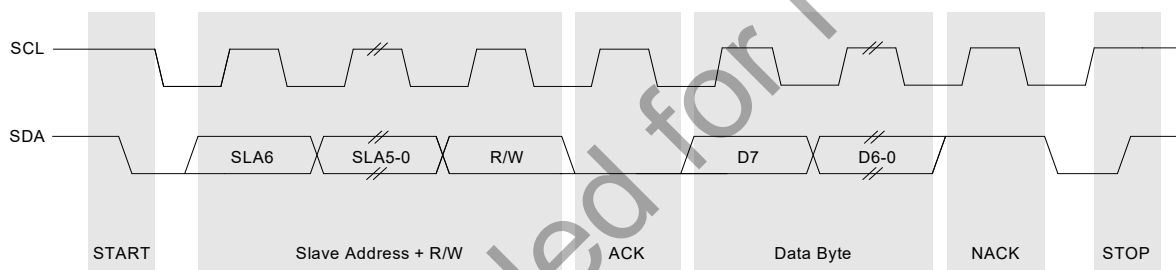 SCL
SDA
SLA6 SLA5-0 R/W D7 D6-0
START Slave Address + R/W ACK Data Byte NACK STOP